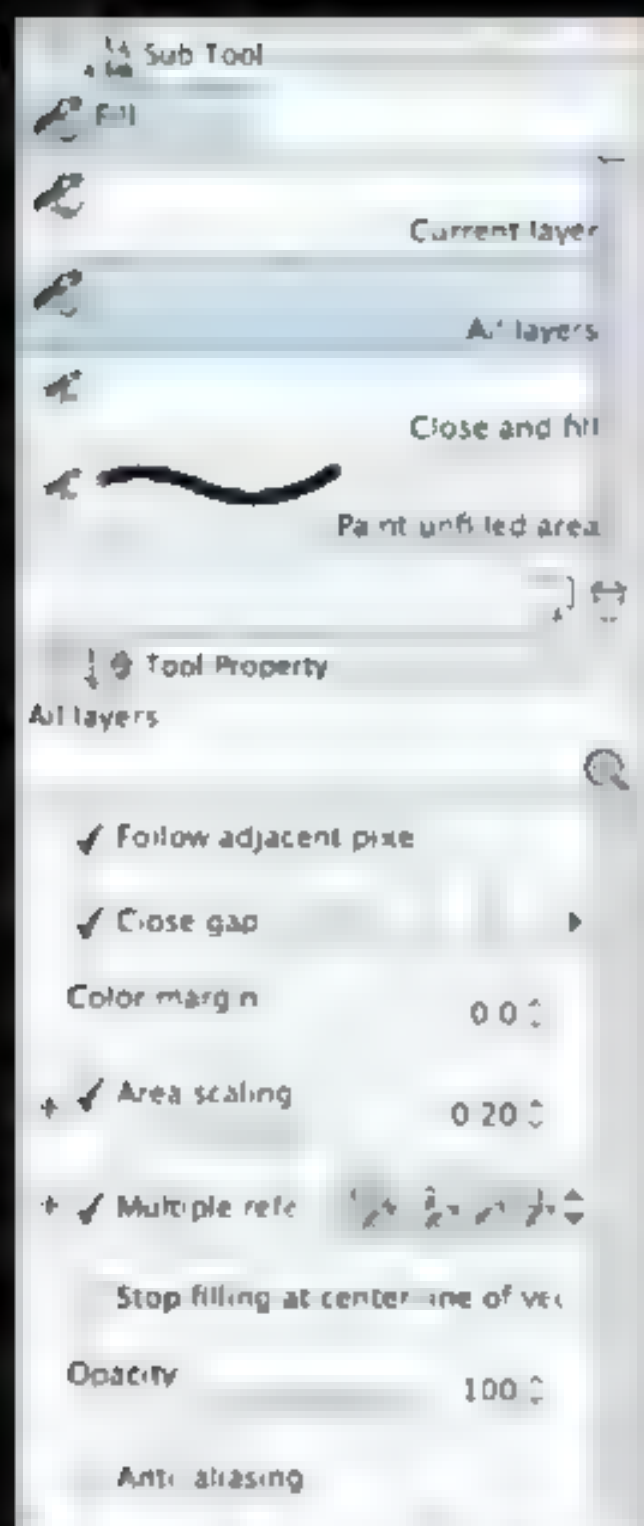 Sub Tool
Fill
Current layer
All layers
Close and fill
Paint unfilled area
Tool Property
All layers
Follow adjacent pixe
Close gap
Color margin
0.0
Area scaling
0.20
Multiple refe
Stop filling at center line of vec
Opacity
100
Anti-aliasing